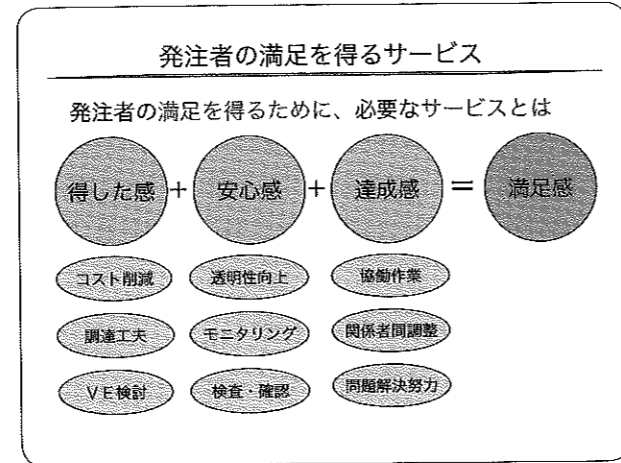 発注者の満足を得るサービス
発注者の満足を得るために、必要なサービスとは
得した感 + 安心感 + 達成感 = 満足感
コスト削減 透明性向上 協働作業
調達工夫 モニタリング 関係者間調整
VE検討 検査・確認 問題解決努力